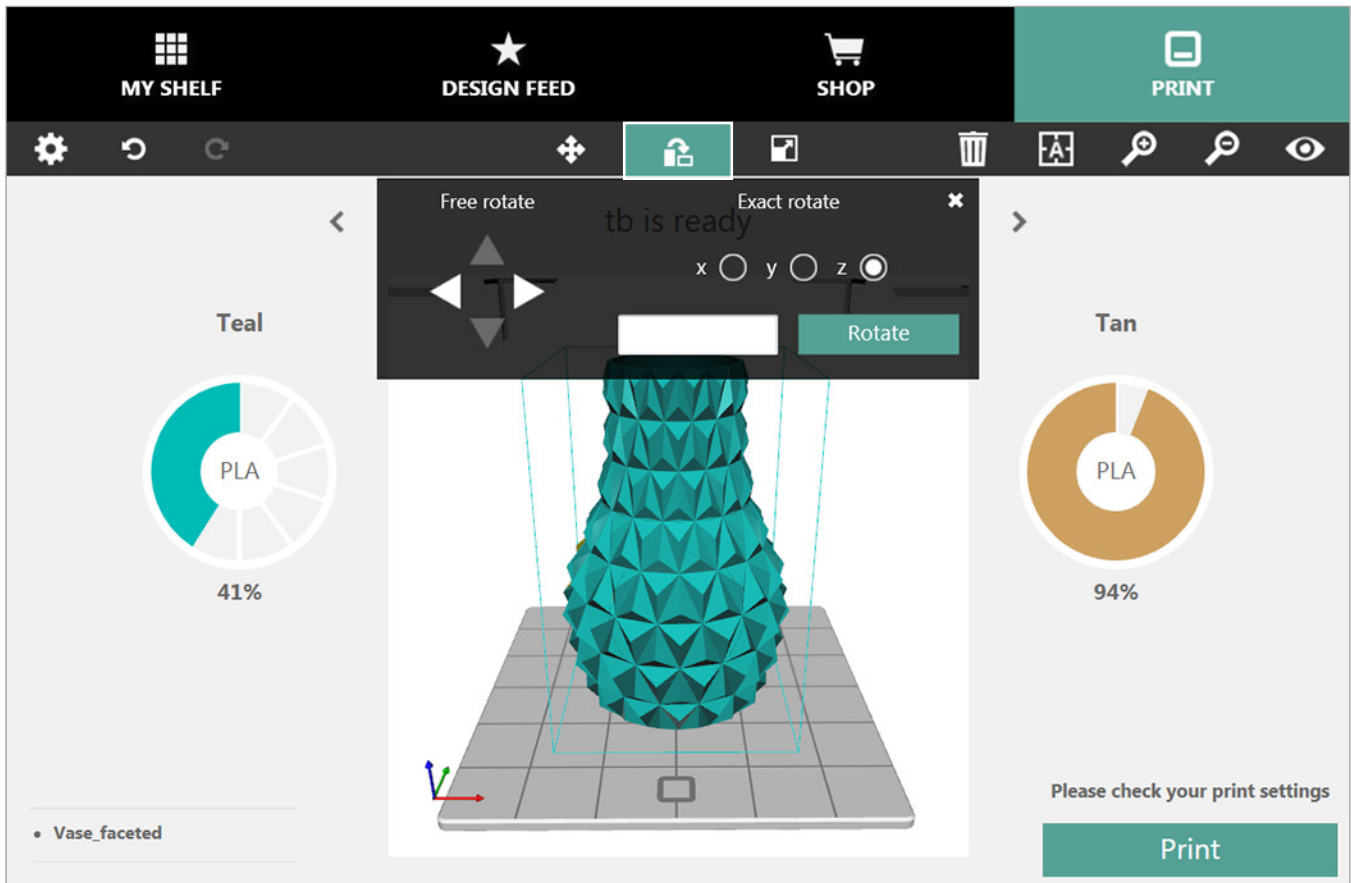 MY SHELF
DESIGN FEED
SHOP
PRINT
A
Free rotate
Exact rotate
tb is ready
x y z
Rotate
Teal
Tan
PLA
PLA
41%
94%
Please check your print settings
Vase_faceted
Print